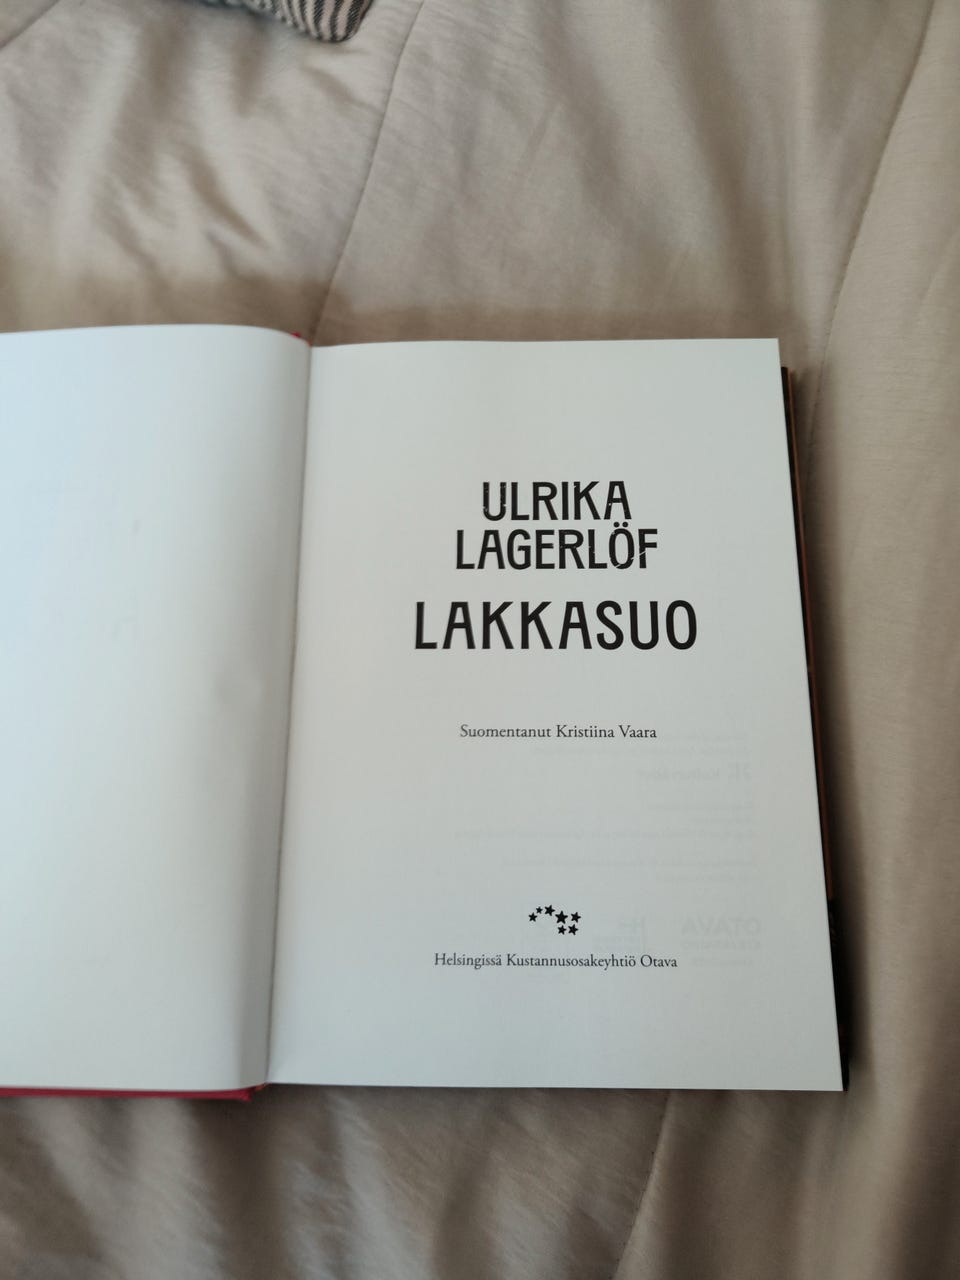 ULRIKA
LAGERLÖF
LAKKASUO
Suomentanut Kristiina Vaara
Helsingissä Kustannusosakeyhtiö Otava